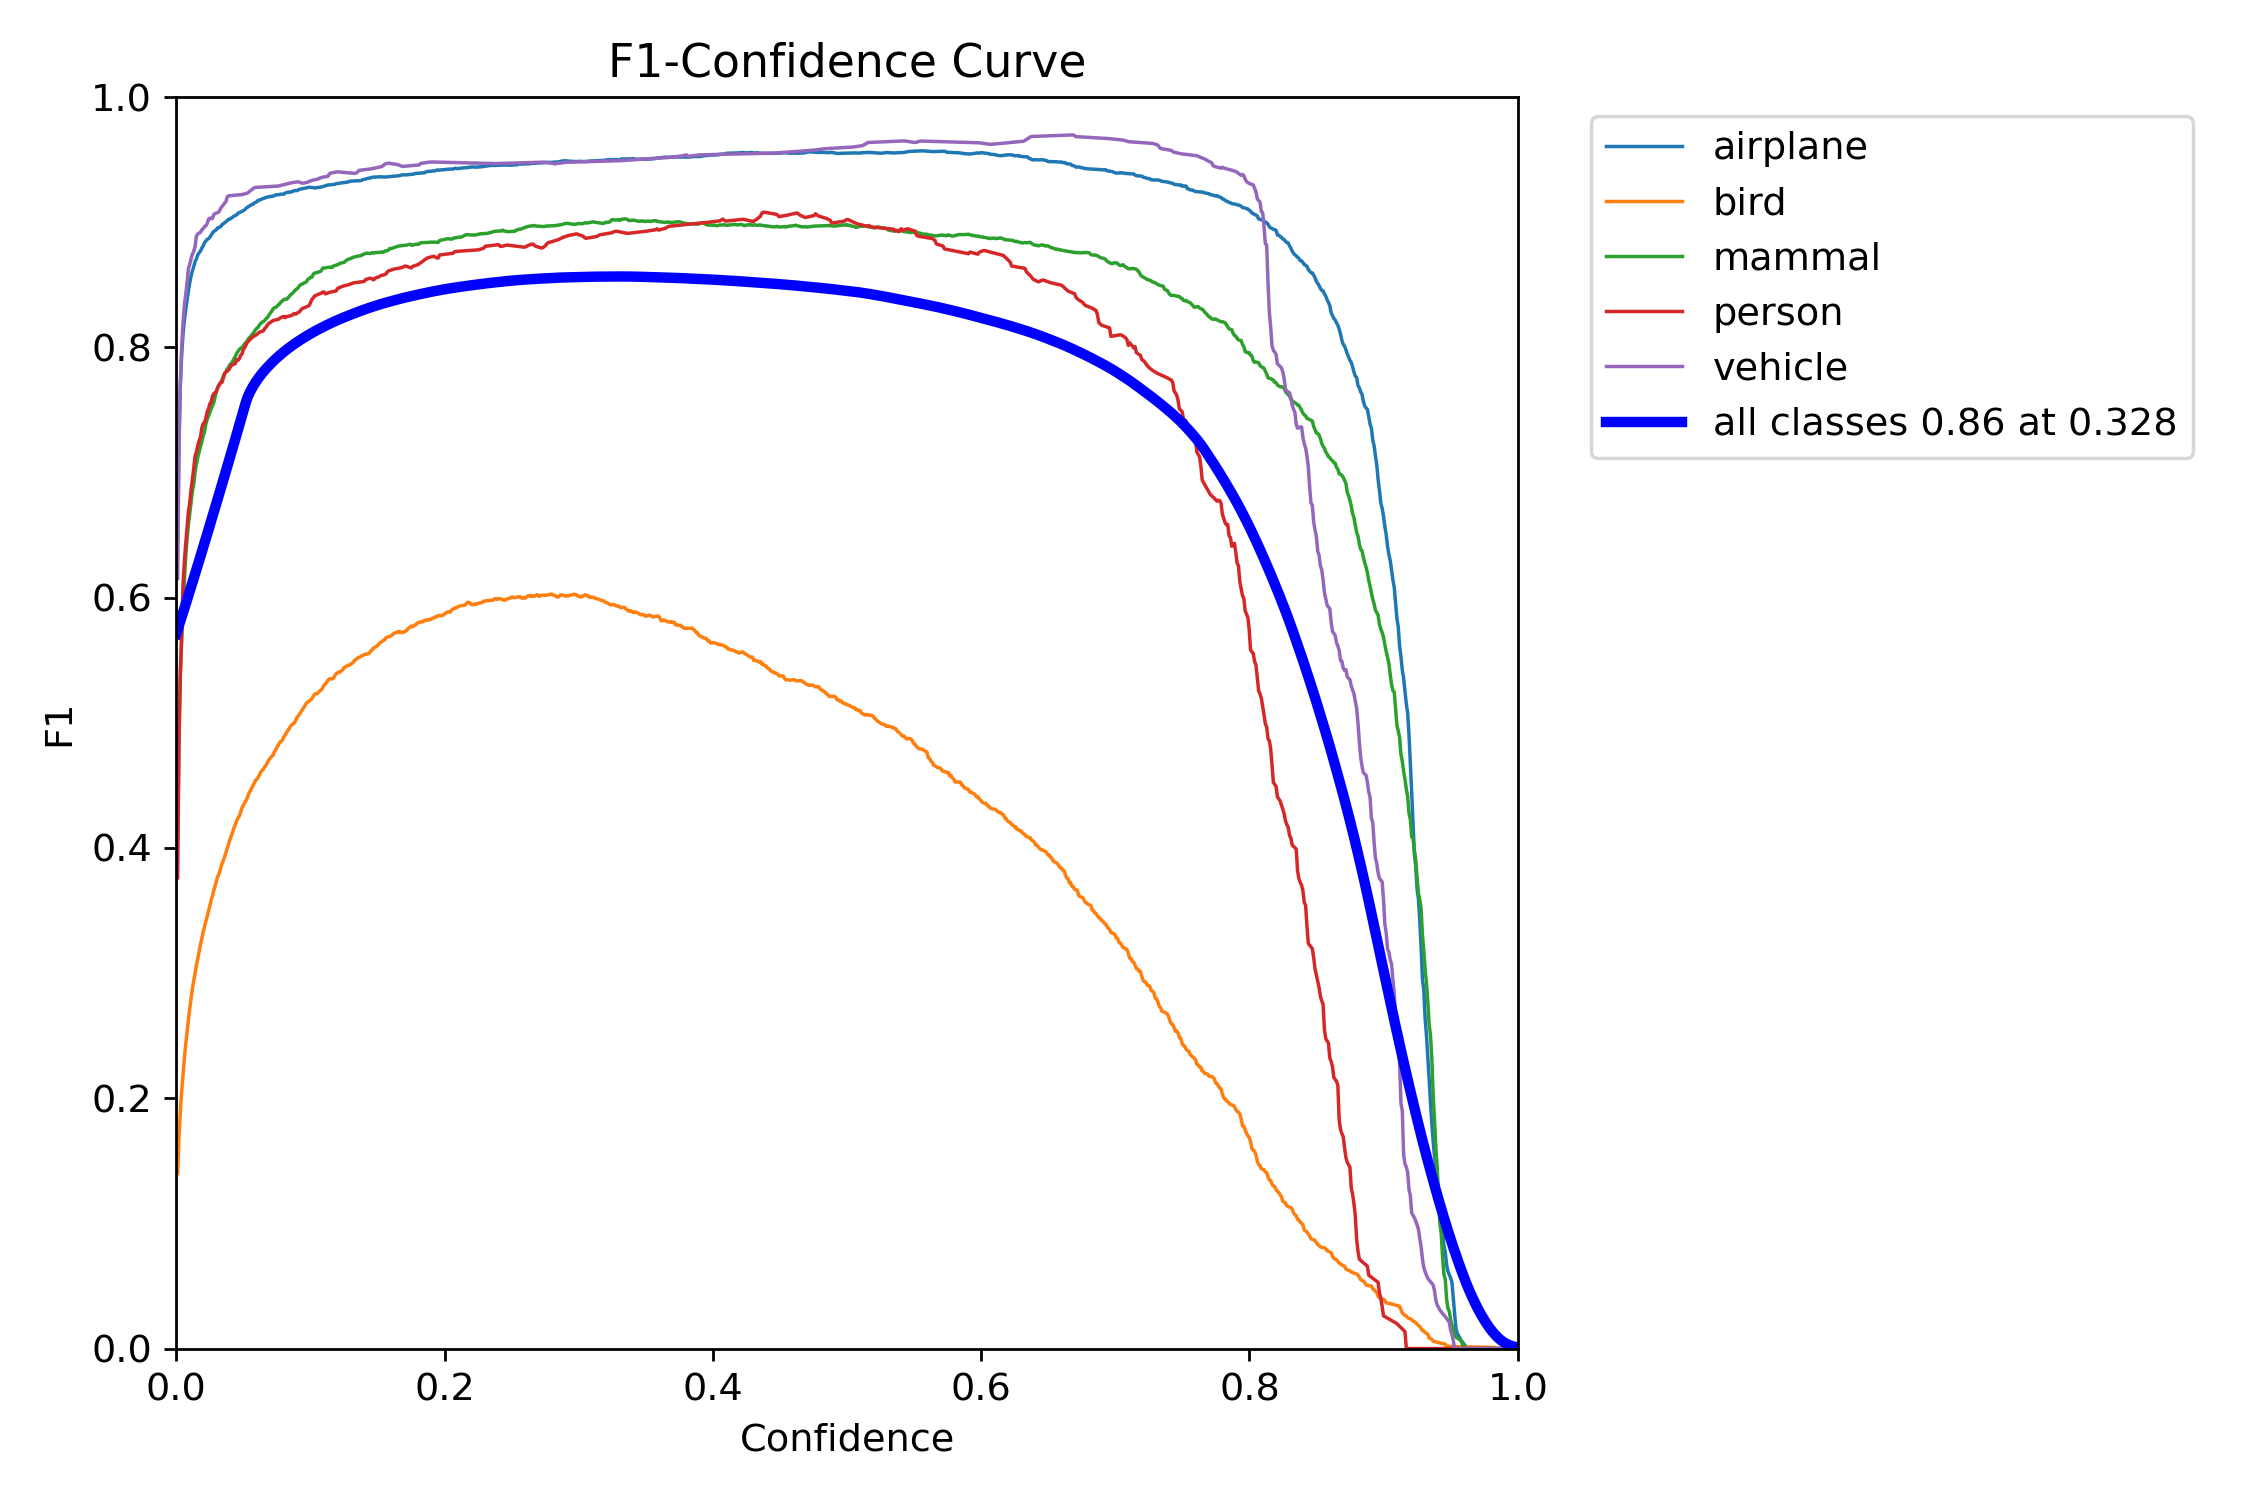 F1-Confidence Curve
1.0
0.8
0.6
0.4
0.2
0.0
F1
0.0 0.2 0.4 0.6 0.8 1.0
Confidence
airplane
bird
mammal
person
vehicle
all classes 0.86 at 0.328